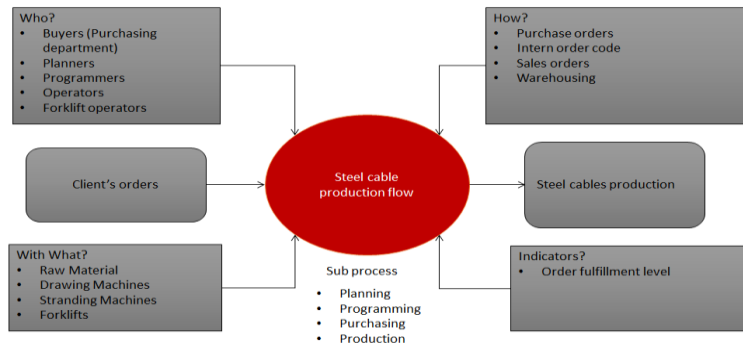 Who?
• Buyers (Purchasing
department)
• Planners
• Programmers
• Operators
• Forklift operators
How?
• Purchase orders
• Intern order code
• Sales orders
• Warehousing
Client's orders
Steel cable
production flow
Steel cables production
With What?
• Raw Material
• Drawing Machines
• Stranding Machines
• Forklifts
Sub process
• Planning
• Programming
• Purchasing
• Production
Indicators?
• Order fulfillment level